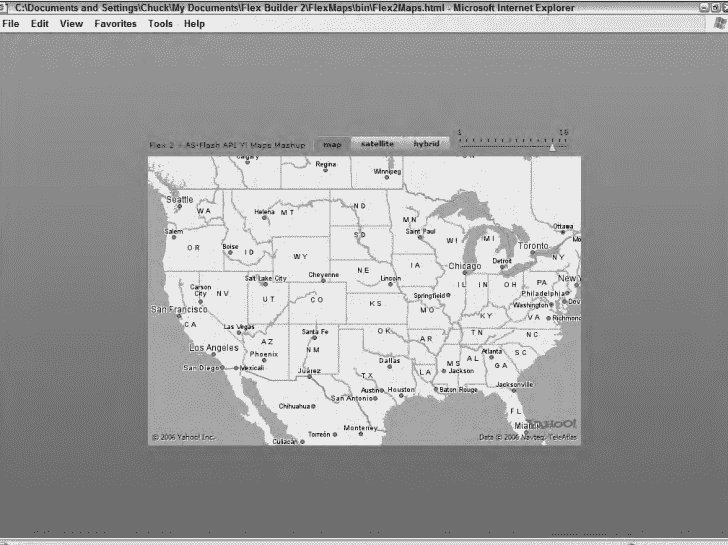 C:\Documents and Settings\Chuck\My Documents\Flex Builder 2\FlexMaps\bin\Flex2Maps.html - Microsoft Internet Explorer
File Edit View Favorites Tools Help
Flex 2 + AS-Flash API Y! Maps Mashup map satellite hybrid 1 16
Calgary
Regina
Winnipeg
Seattle
WA
Helena MT
ND
MN
Ottawa
Salem
OR
Boise
ID
SD
Saint Paul
WI
MI
Toronto
WY
IA
Chicago
Detroit
NY
Salt Lake City
Cheyenne
NE
Lincoln
IL IN OH PA
New Y
Carson City
NV
UT
CO
KS
Springfield
MO
Philadelphia
Washington
Dov
San Francisco
CA
KY
VA
Richmond
Las Vegas
Santa Fe
OK
AR
TN
NC
Los Angeles
AZ
Phoenix
NM
Dallas
MS
AL
Atlanta
GA
SC
San Diego
Mexicali
Juárez
TX
LA
Jackson
Austin
Houston
Baton Rouge
Jacksonville
San Antonio
Chihuahua
FL
Monterrey
Torreón
Culiacán
Miami
YAHOO!
© 2006 Yahoo! Inc.
Data © 2006 Navteq, TeleAtlas